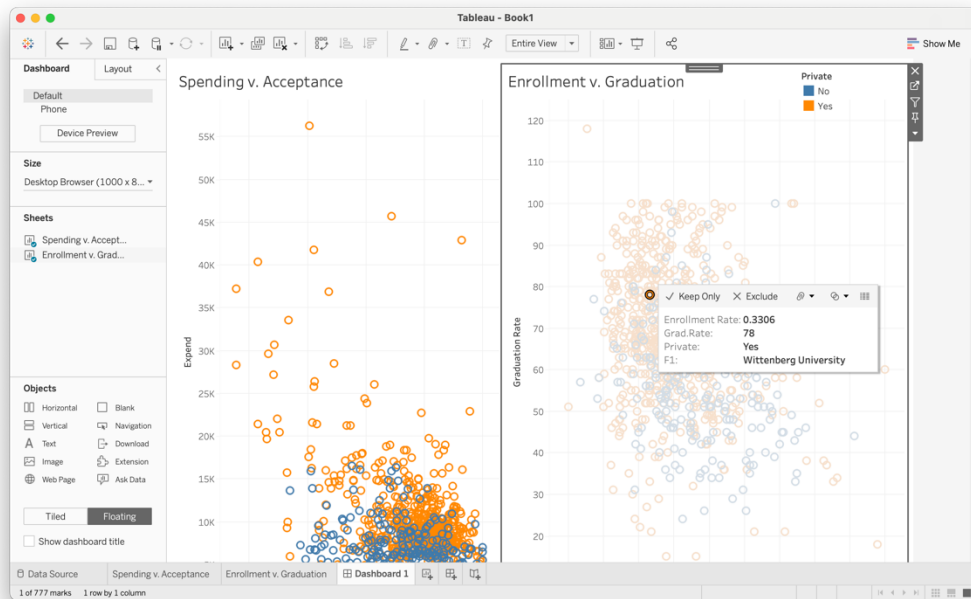 Tableau - Book1
Entire View
Show Me
Dashboard
Layout
Default
Phone
Device Preview
Size
Desktop Browser (1000 x 8...
Sheets
Spending v. Accept...
Enrollment v. Grad...
Objects
Horizontal
Blank
Vertical
Navigation
A Text
Download
Image
Extension
Web Page
Ask Data
Tiled
Floating
Show dashboard title
Spending v. Acceptance
55K
50K
45K
40K
35K
30K
25K
20K
15K
10K
Expend
Enrollment v. Graduation
Private
No
Yes
120
110
100
90
80
70
60
50
40
30
20
Graduation Rate
Keep Only
Exclude
Enrollment Rate: 0.3306
Grad.Rate: 78
Private: Yes
F1: Wittenberg University
Data Source
Spending v. Acceptance
Enrollment v. Graduation
Dashboard 1
1 of 777 marks
1 row by 1 column